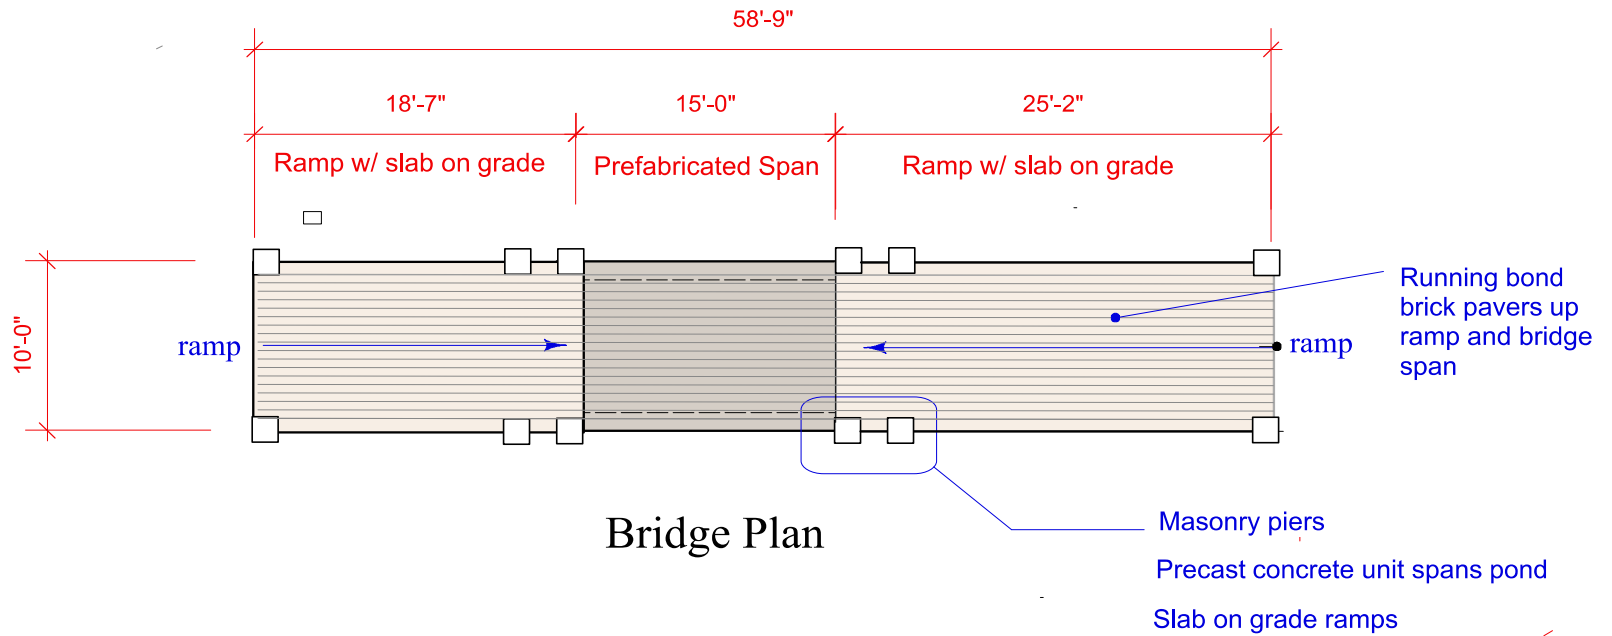 58'-9"
18'-7"
15'-0"
25'-2"
Ramp w/ slab on grade
Prefabricated Span
Ramp w/ slab on grade
10'-0"
ramp
ramp
Running bond
brick pavers up
ramp and bridge
span
Bridge Plan
Masonry piers
Precast concrete unit spans pond
Slab on grade ramps